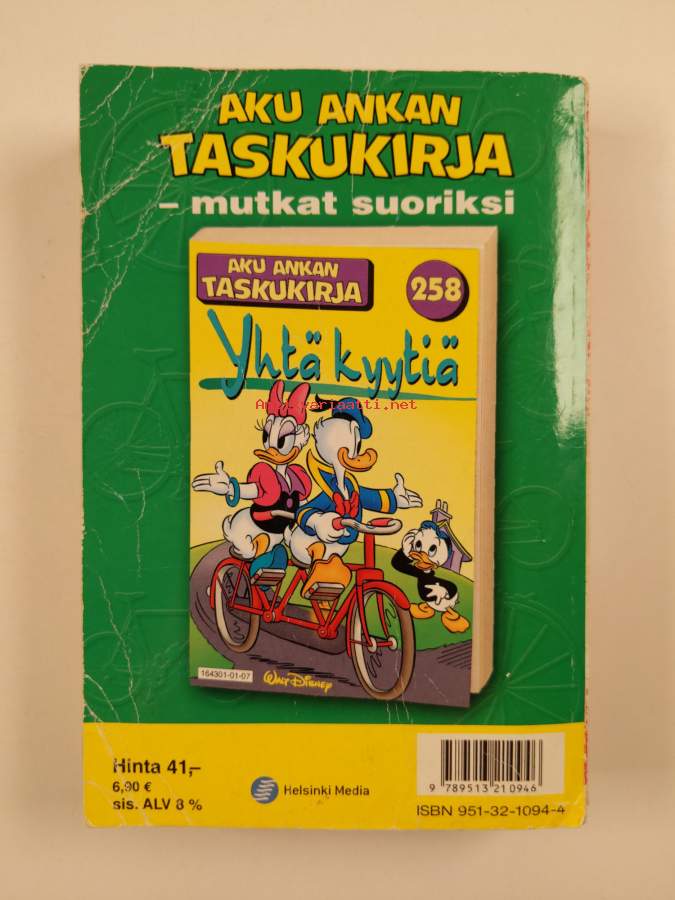 AKU ANKAN
TASKUKIRJA
– mutkat suoriksi
AKU ANKAN
TASKUKIRJA
258
Yhtä kyytiä
Antikvariaatti.net
164301-01-07
WALT DISNEY
Hinta 41,–
6,90 €
sis. ALV 8 %
Helsinki Media
9 789513 210946
ISBN 951-32-1094-4